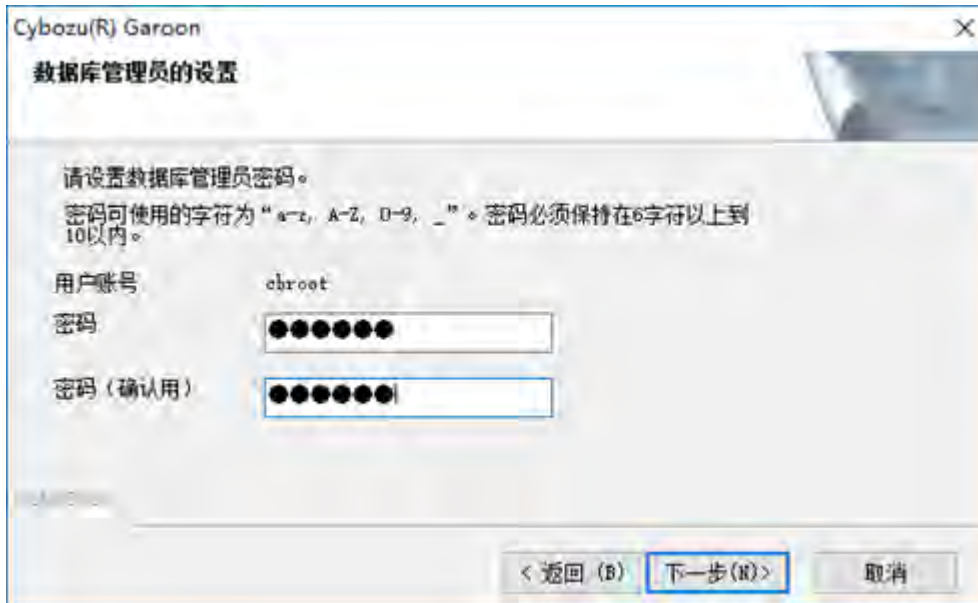 Cybozu(R) Garoon
数据库管理员的设置
请设置数据库管理员密码。
密码可使用的字符为“a-z, A-Z, 0-9, _”。密码必须保持在6字符以上到
10以内。
用户账号 cbroot
密码 ●●●●●●
密码（确认用） ●●●●●●
< 返回 (B) 下一步(N)> 取消